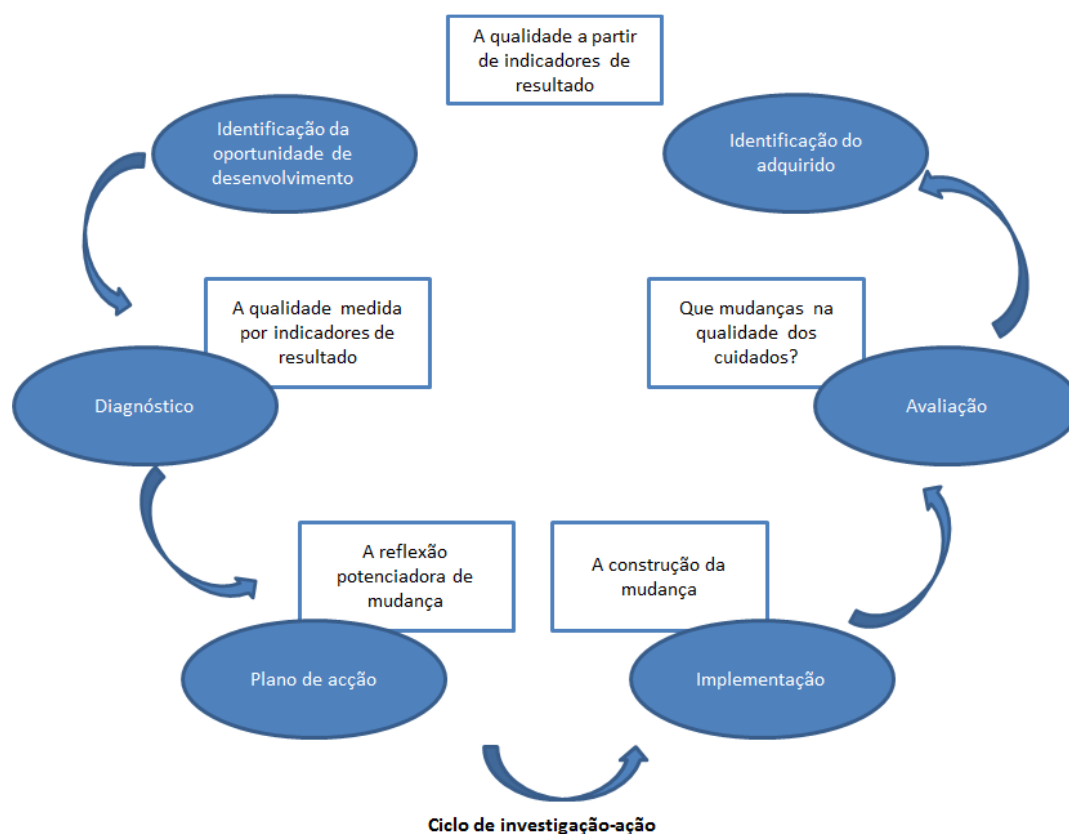 A qualidade a partir
de indicadores de
resultado
Identificação da
oportunidade de
desenvolvimento
Identificação do
adquirido
A qualidade medida
por indicadores de
resultado
Que mudanças na
qualidade dos
cuidados?
Diagnóstico
Avaliação
A reflexão
potenciadora de
mudança
A construção da
mudança
Plano de acção
Implementação
Ciclo de investigação-ação